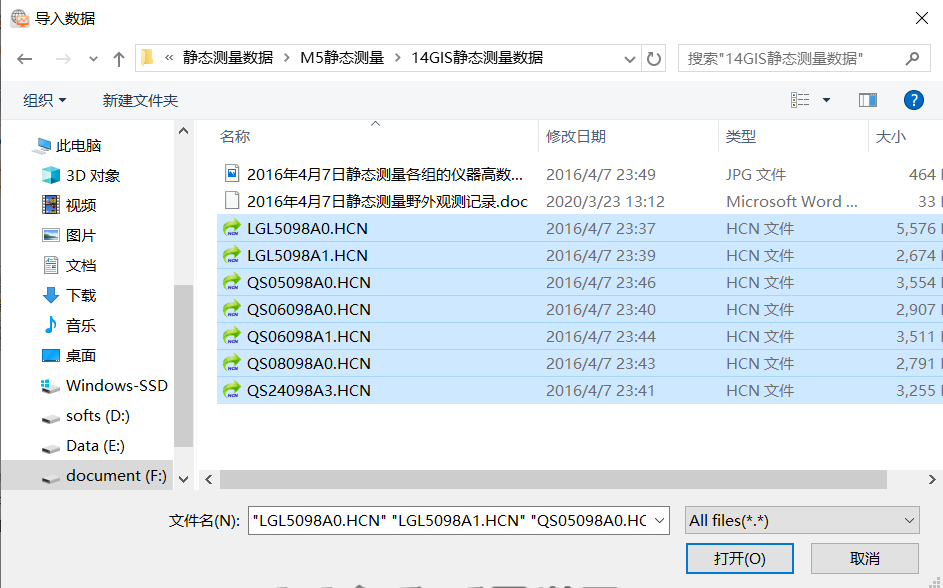 导入数据
« 静态测量数据 › M5静态测量 › 14GIS静态测量数据
搜索"14GIS静态测量数据"
组织 新建文件夹
名称 修改日期 类型 大小
2016年4月7日静态测量各组的仪器高数... 2016/4/7 23:49 JPG 文件 464
2016年4月7日静态测量野外观测记录.doc 2020/3/23 13:12 Microsoft Word ... 33
LGL5098A0.HCN 2016/4/7 23:37 HCN 文件 5,576
LGL5098A1.HCN 2016/4/7 23:39 HCN 文件 2,674
QS05098A0.HCN 2016/4/7 23:46 HCN 文件 3,554
QS06098A0.HCN 2016/4/7 23:40 HCN 文件 2,907
QS06098A1.HCN 2016/4/7 23:44 HCN 文件 3,511
QS08098A0.HCN 2016/4/7 23:43 HCN 文件 2,791
QS24098A3.HCN 2016/4/7 23:41 HCN 文件 3,255
此电脑
3D 对象
视频
图片
文档
下载
音乐
桌面
Windows-SSD
softs (D:)
Data (E:)
document (F:)
文件名(N): "LGL5098A0.HCN" "LGL5098A1.HCN" "QS05098A0.HC
All files(*.*)
打开(O) 取消